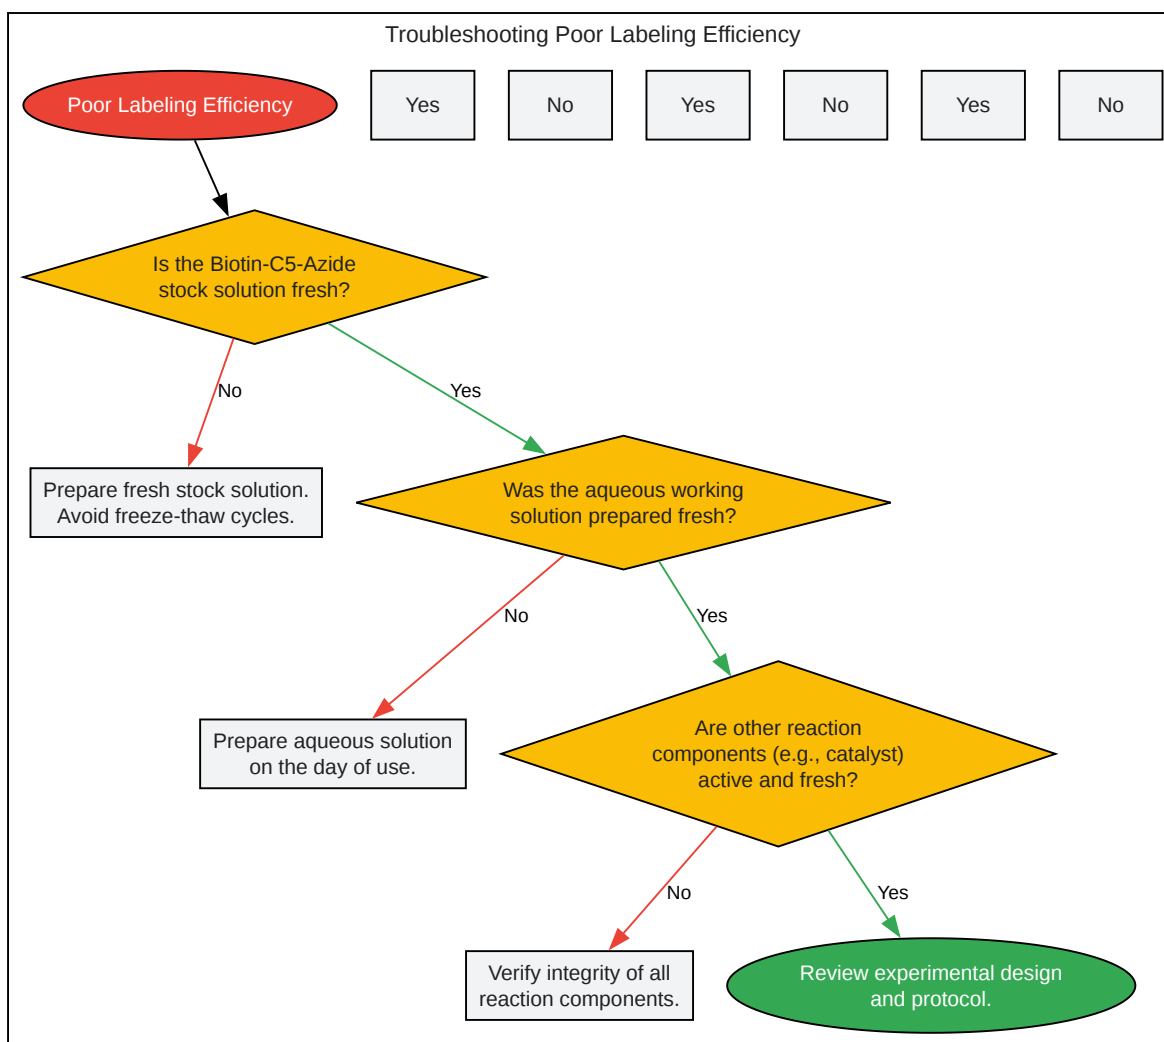 Troubleshooting Poor Labeling Efficiency
Poor Labeling Efficiency
Yes
No
Yes
No
Yes
No
Is the Biotin-C5-Azide
stock solution fresh?
No
Yes
Prepare fresh stock solution.
Avoid freeze-thaw cycles.
Was the aqueous working
solution prepared fresh?
No
Yes
Prepare aqueous solution
on the day of use.
Are other reaction
components (e.g., catalyst)
active and fresh?
No
Yes
Verify integrity of all
reaction components.
Review experimental design
and protocol.